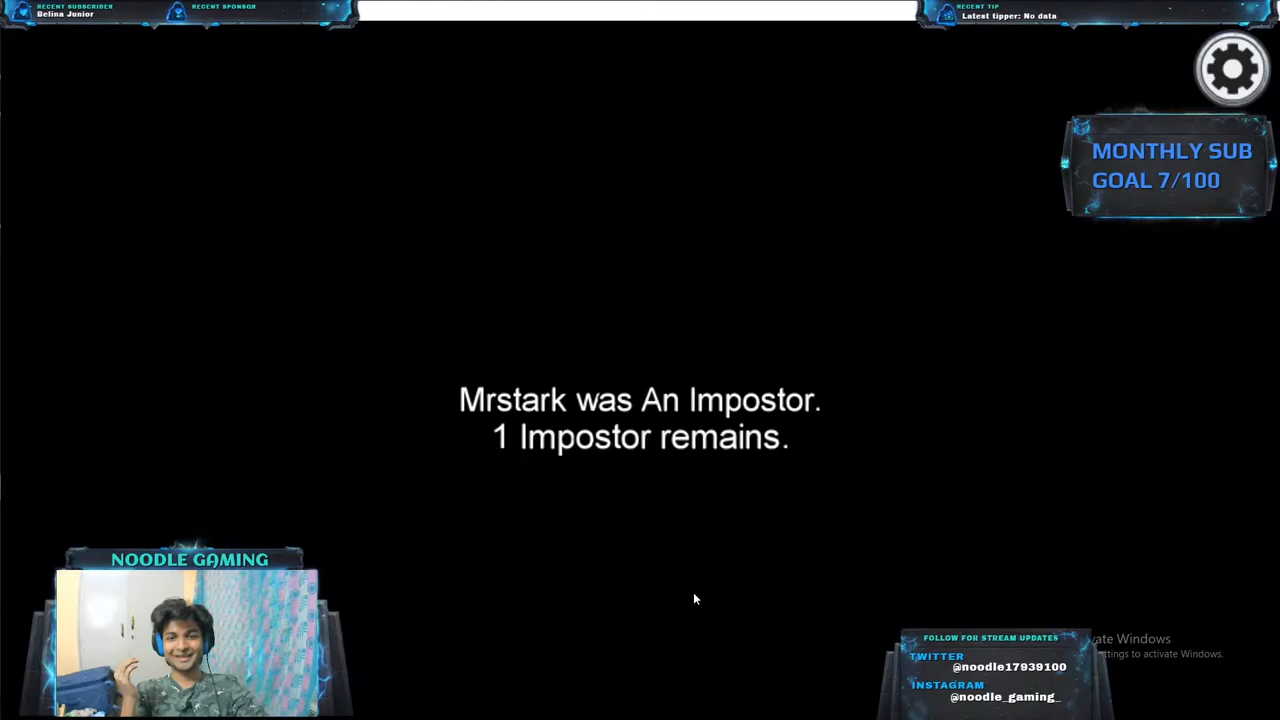 RECENT SUBSCRIBER
Belina Junior
RECENT SPONSOR
RECENT TIP
Latest tipper: No data
MONTHLY SUB
GOAL 7/100
Mrstark was An Impostor.
1 Impostor remains.
NOODLE GAMING
FOLLOW FOR STREAM UPDATES
TWITTER
@noodle17939100
INSTAGRAM
@noodle_gaming_
vate Windows
ettings to activate Windows.